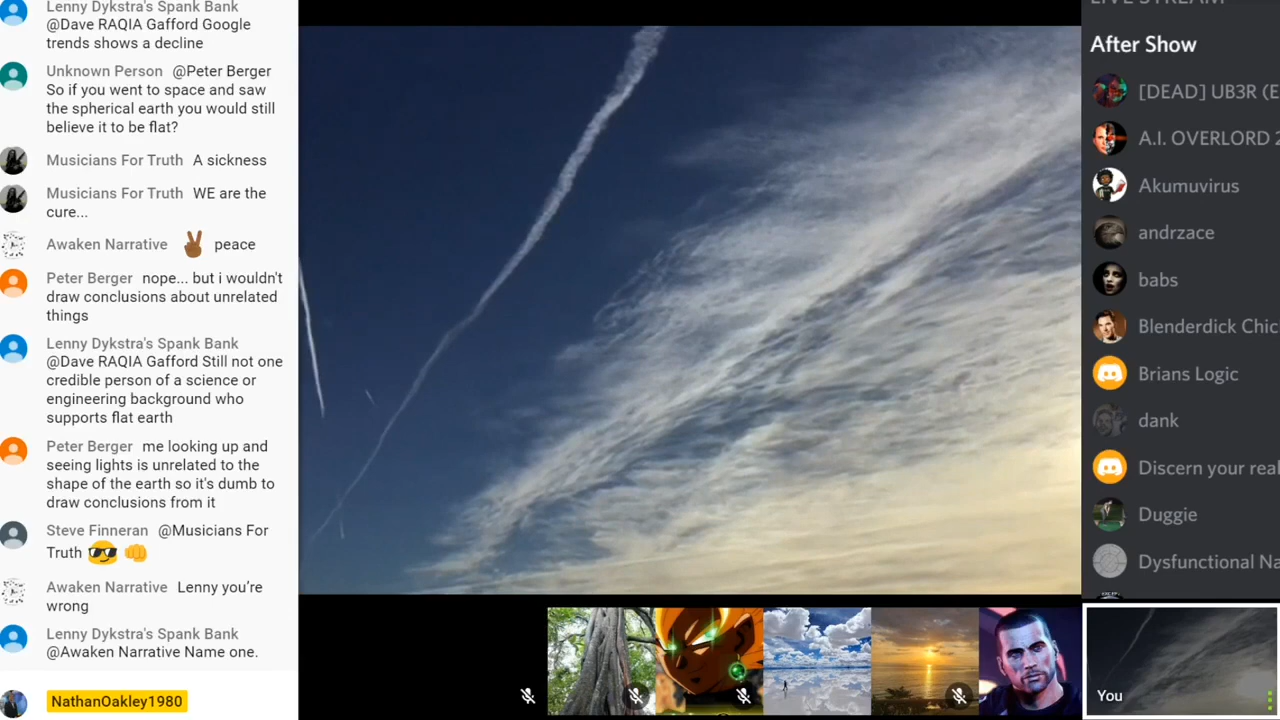 Lenny Dykstra's Spank Bank
@Dave RAQIA Gafford Google
trends shows a decline
Unknown Person @Peter Berger
So if you went to space and saw
the spherical earth you would still
believe it to be flat?
Musicians For Truth A sickness
Musicians For Truth WE are the
cure...
Awaken Narrative ✌🏾 peace
Peter Berger nope... but i wouldn't
draw conclusions about unrelated
things
Lenny Dykstra's Spank Bank
@Dave RAQIA Gafford Still not one
credible person of a science or
engineering background who
supports flat earth
Peter Berger me looking up and
seeing lights is unrelated to the
shape of the earth so it's dumb to
draw conclusions from it
Steve Finneran @Musicians For
Truth 😎 👊
Awaken Narrative Lenny you're
wrong
Lenny Dykstra's Spank Bank
@Awaken Narrative Name one.
NathanOakley1980
LIVE STREAM
After Show
[DEAD] UB3R (E
A.I. OVERLORD 2
Akumuvirus
andrzace
babs
Blenderdick Chic
Brians Logic
dank
Discern your real
Duggie
Dysfunctional Na
You